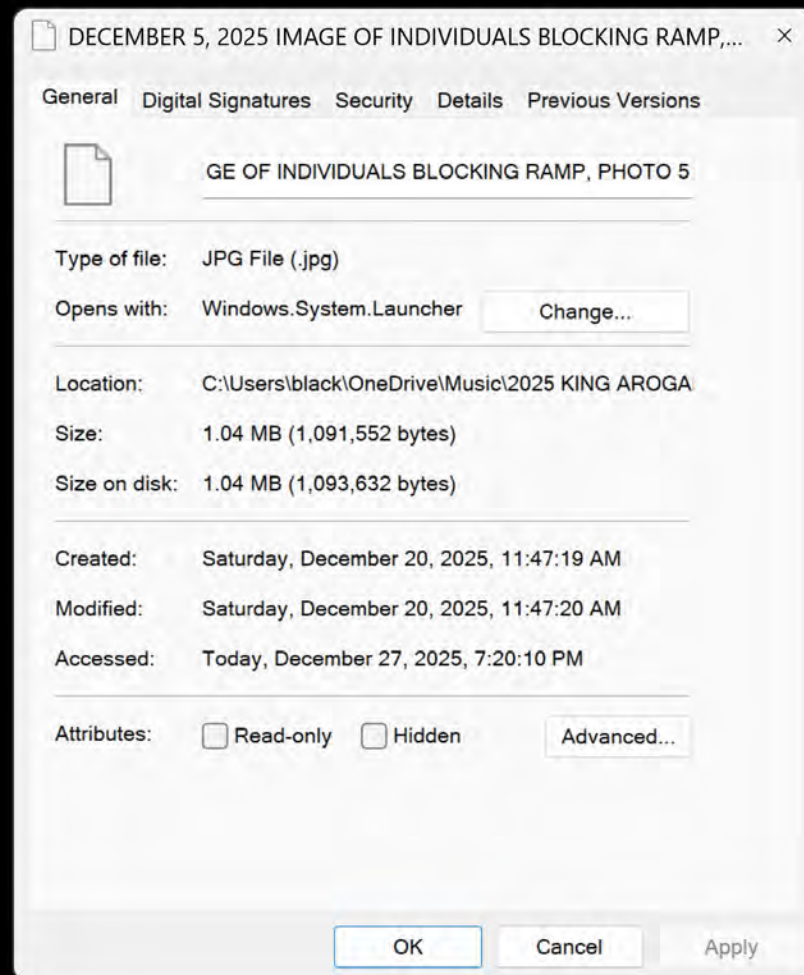 DECEMBER 5, 2025 IMAGE OF INDIVIDUALS BLOCKING RAMP,...
General Digital Signatures Security Details Previous Versions
GE OF INDIVIDUALS BLOCKING RAMP, PHOTO 5
Type of file: JPG File (.jpg)
Opens with: Windows.System.Launcher Change...
Location: C:\Users\black\OneDrive\Music\2025 KING AROGA
Size: 1.04 MB (1,091,552 bytes)
Size on disk: 1.04 MB (1,093,632 bytes)
Created: Saturday, December 20, 2025, 11:47:19 AM
Modified: Saturday, December 20, 2025, 11:47:20 AM
Accessed: Today, December 27, 2025, 7:20:10 PM
Attributes: Read-only Hidden Advanced...
OK Cancel Apply